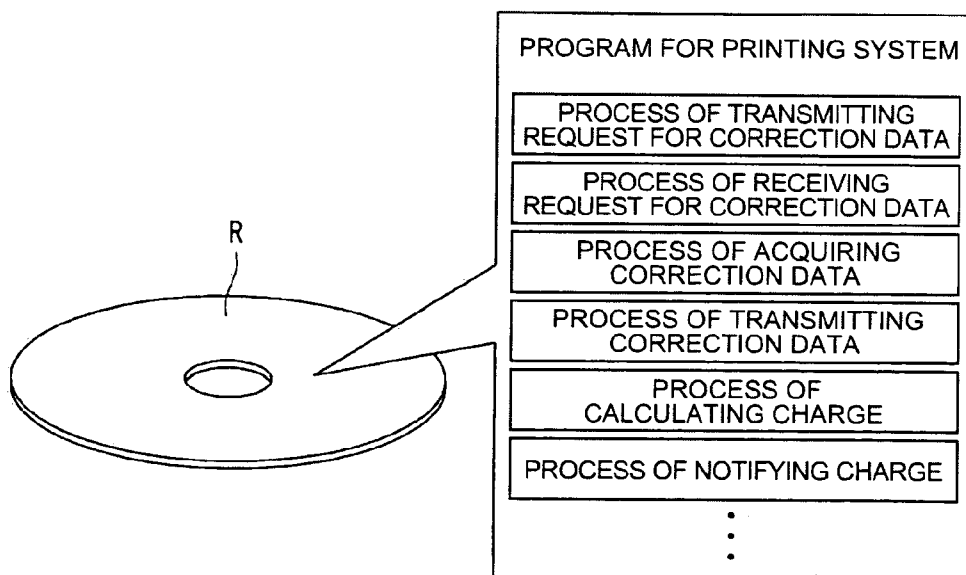 PROGRAM FOR PRINTING SYSTEM
PROCESS OF TRANSMITTING
REQUEST FOR CORRECTION DATA
PROCESS OF RECEIVING
REQUEST FOR CORRECTION DATA
PROCESS OF ACQUIRING
CORRECTION DATA
PROCESS OF TRANSMITTING
CORRECTION DATA
PROCESS OF
CALCULATING CHARGE
PROCESS OF NOTIFYING CHARGE
R